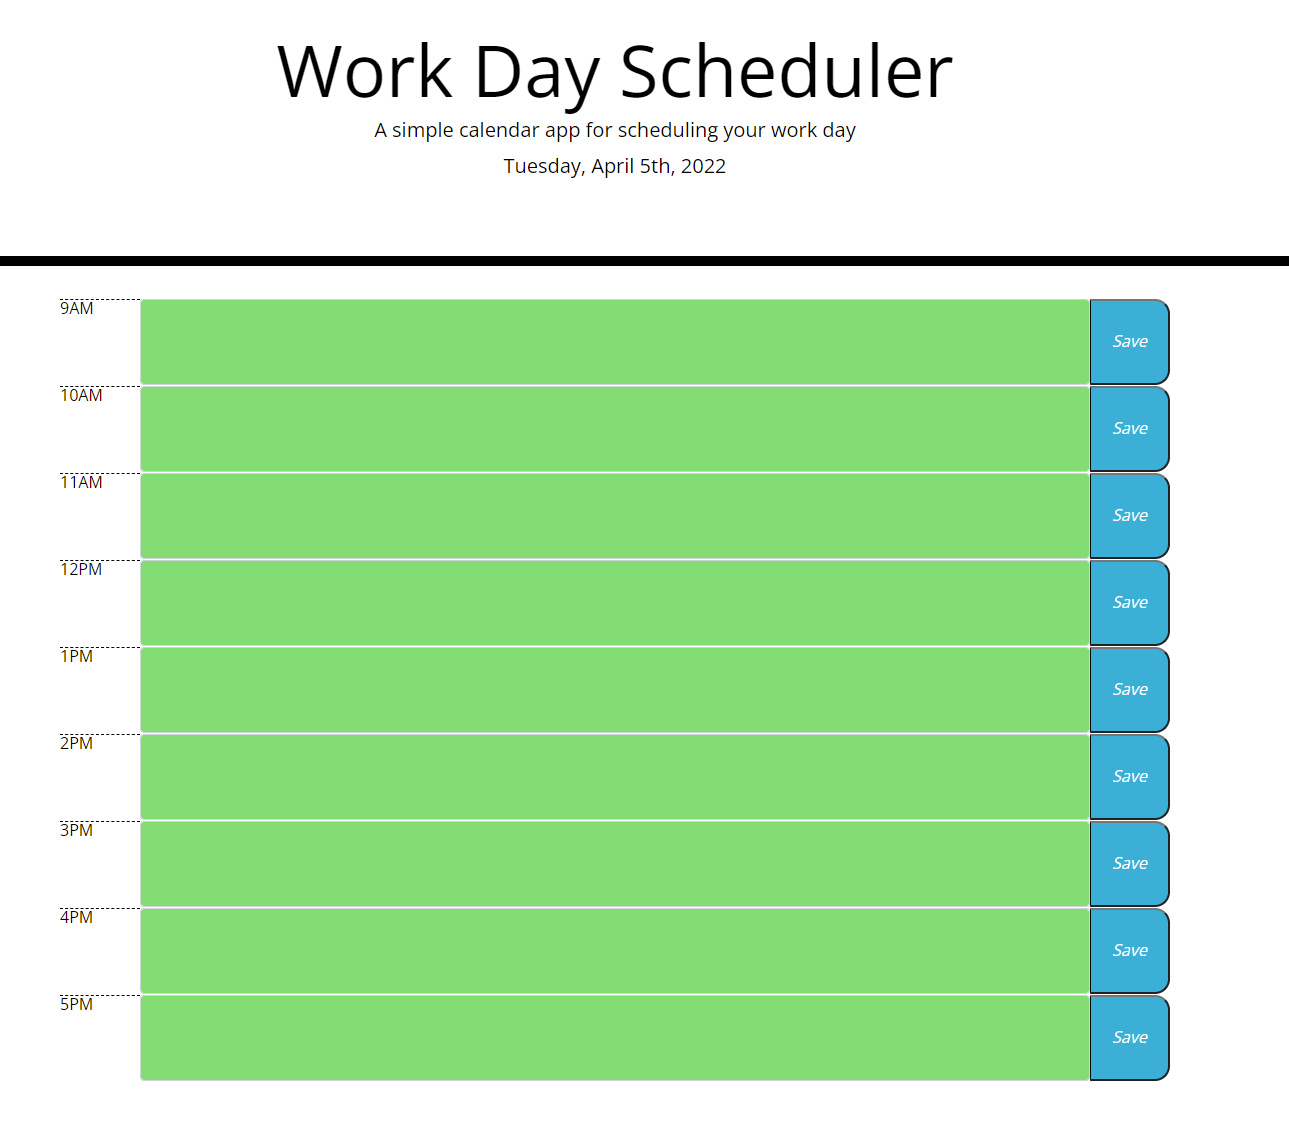 Work Day Scheduler
A simple calendar app for scheduling your work day
Tuesday, April 5th, 2022
9AM
Save
10AM
Save
11AM
Save
12PM
Save
1PM
Save
2PM
Save
3PM
Save
4PM
Save
5PM
Save